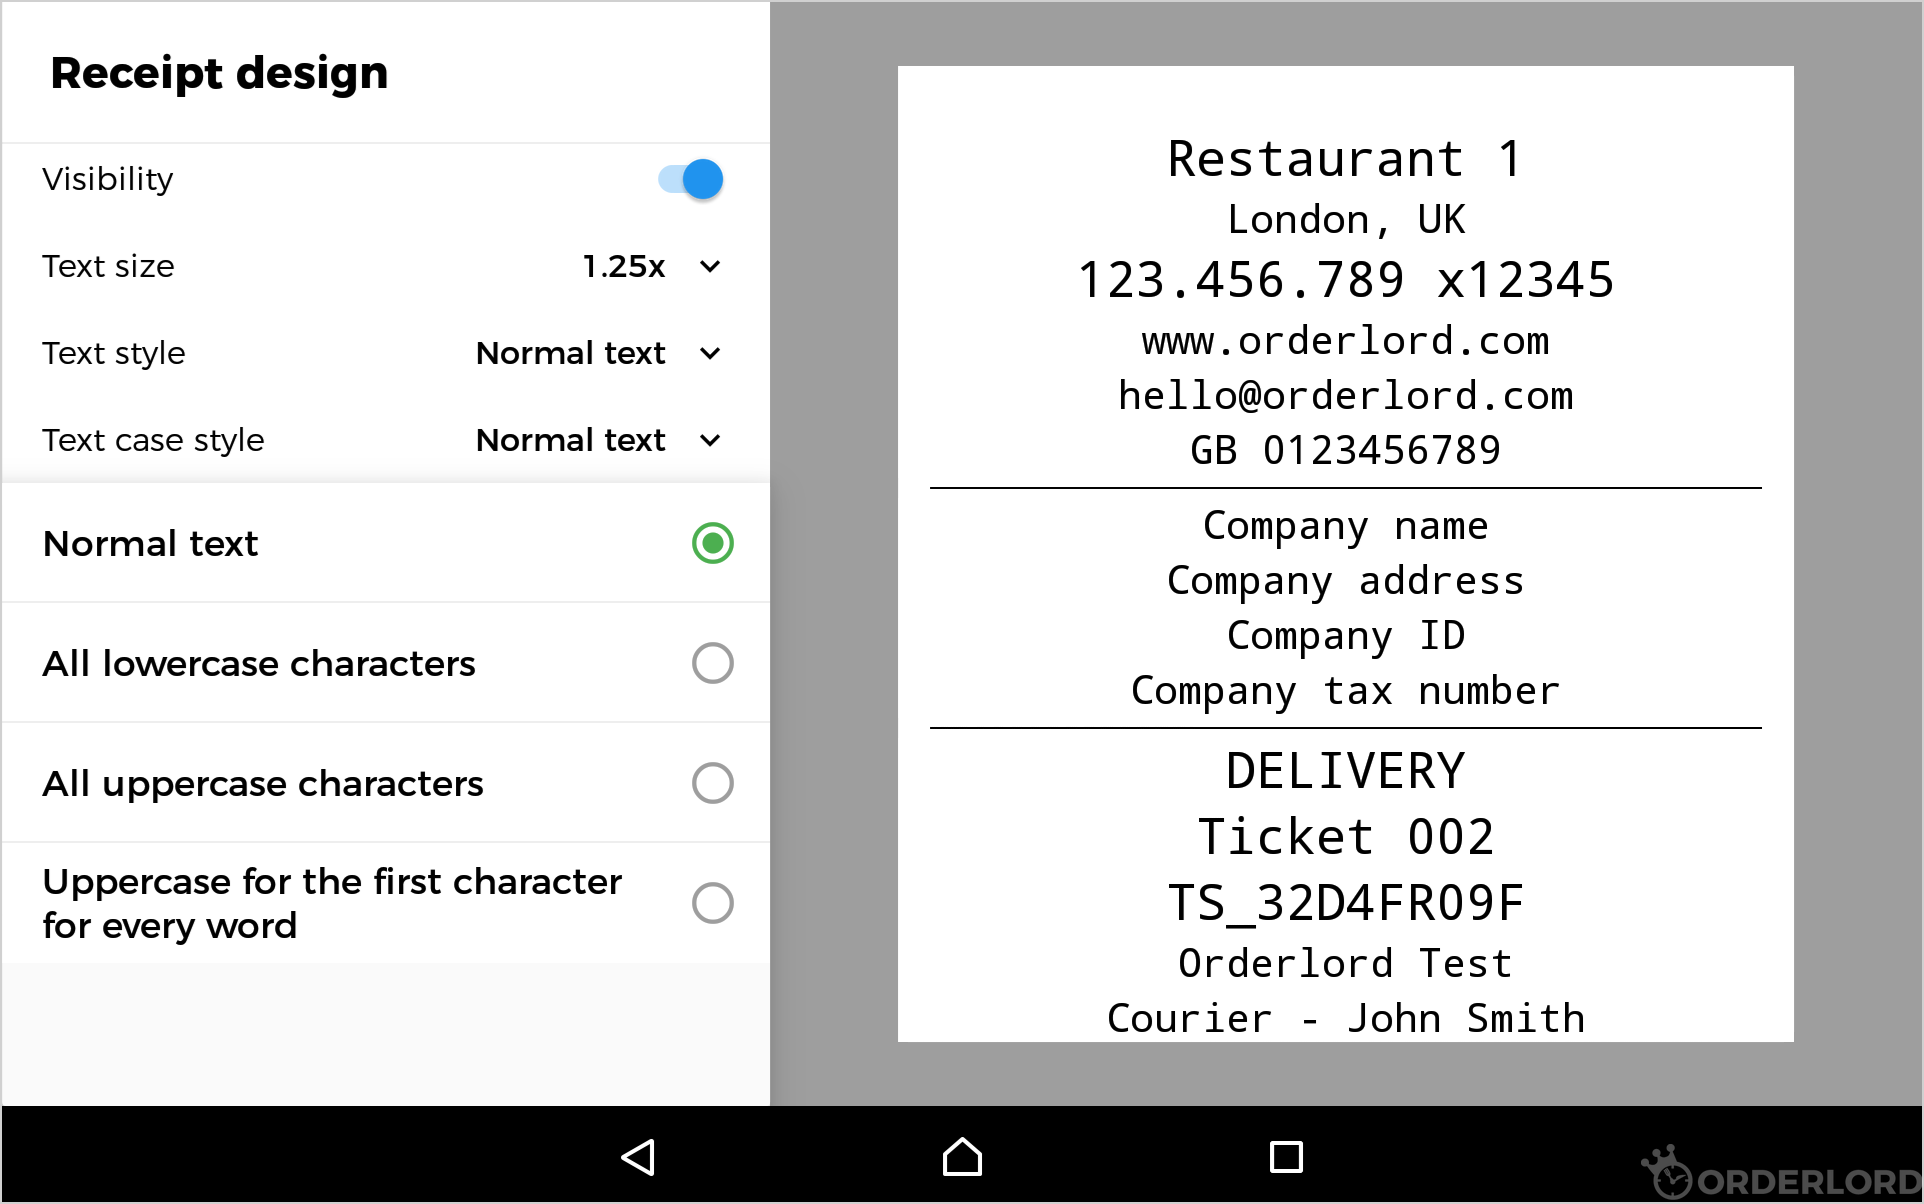 Receipt design
Visibility
Text size 1.25x
Text style Normal text
Text case style Normal text
Normal text
All lowercase characters
All uppercase characters
Uppercase for the first character
for every word
Restaurant 1
London, UK
123.456.789 x12345
www.orderlord.com
hello@orderlord.com
GB 0123456789
Company name
Company address
Company ID
Company tax number
DELIVERY
Ticket 002
TS_32D4FR09F
Orderlord Test
Courier - John Smith
ORDERLORD